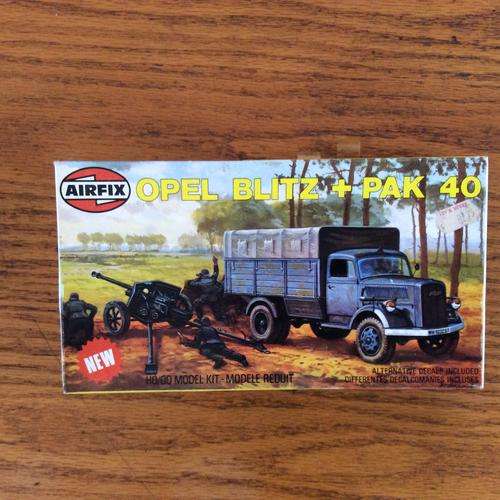 AIRFIX
OPEL BLITZ + PAK 40
NEW
HO/OO MODEL KIT - MODELE REDUIT
ALTERNATIVE DECALS INCLUDED
DIFFERENTES DECALCOMANIES INCLUSES